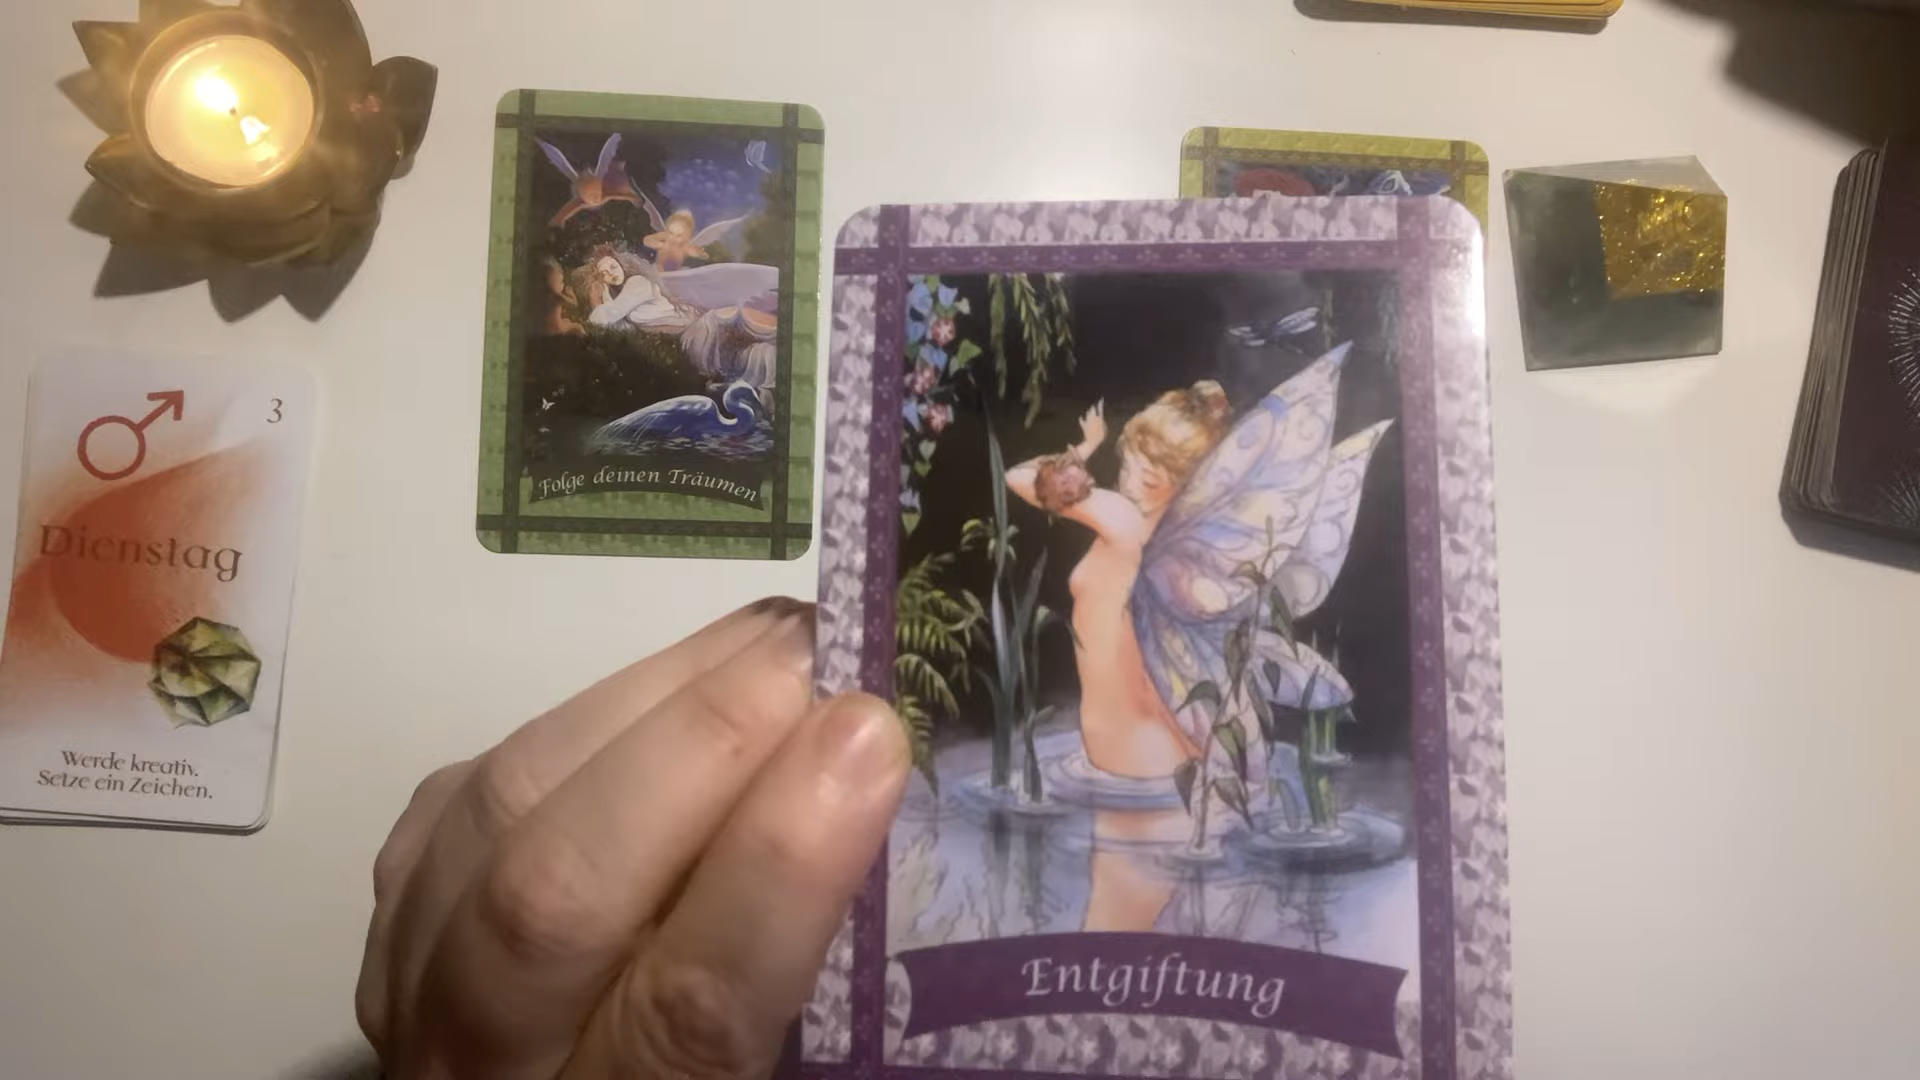 3
Dienstag
Werde kreativ.
Setze ein Zeichen.
Folge deinen Träumen
Entgiftung